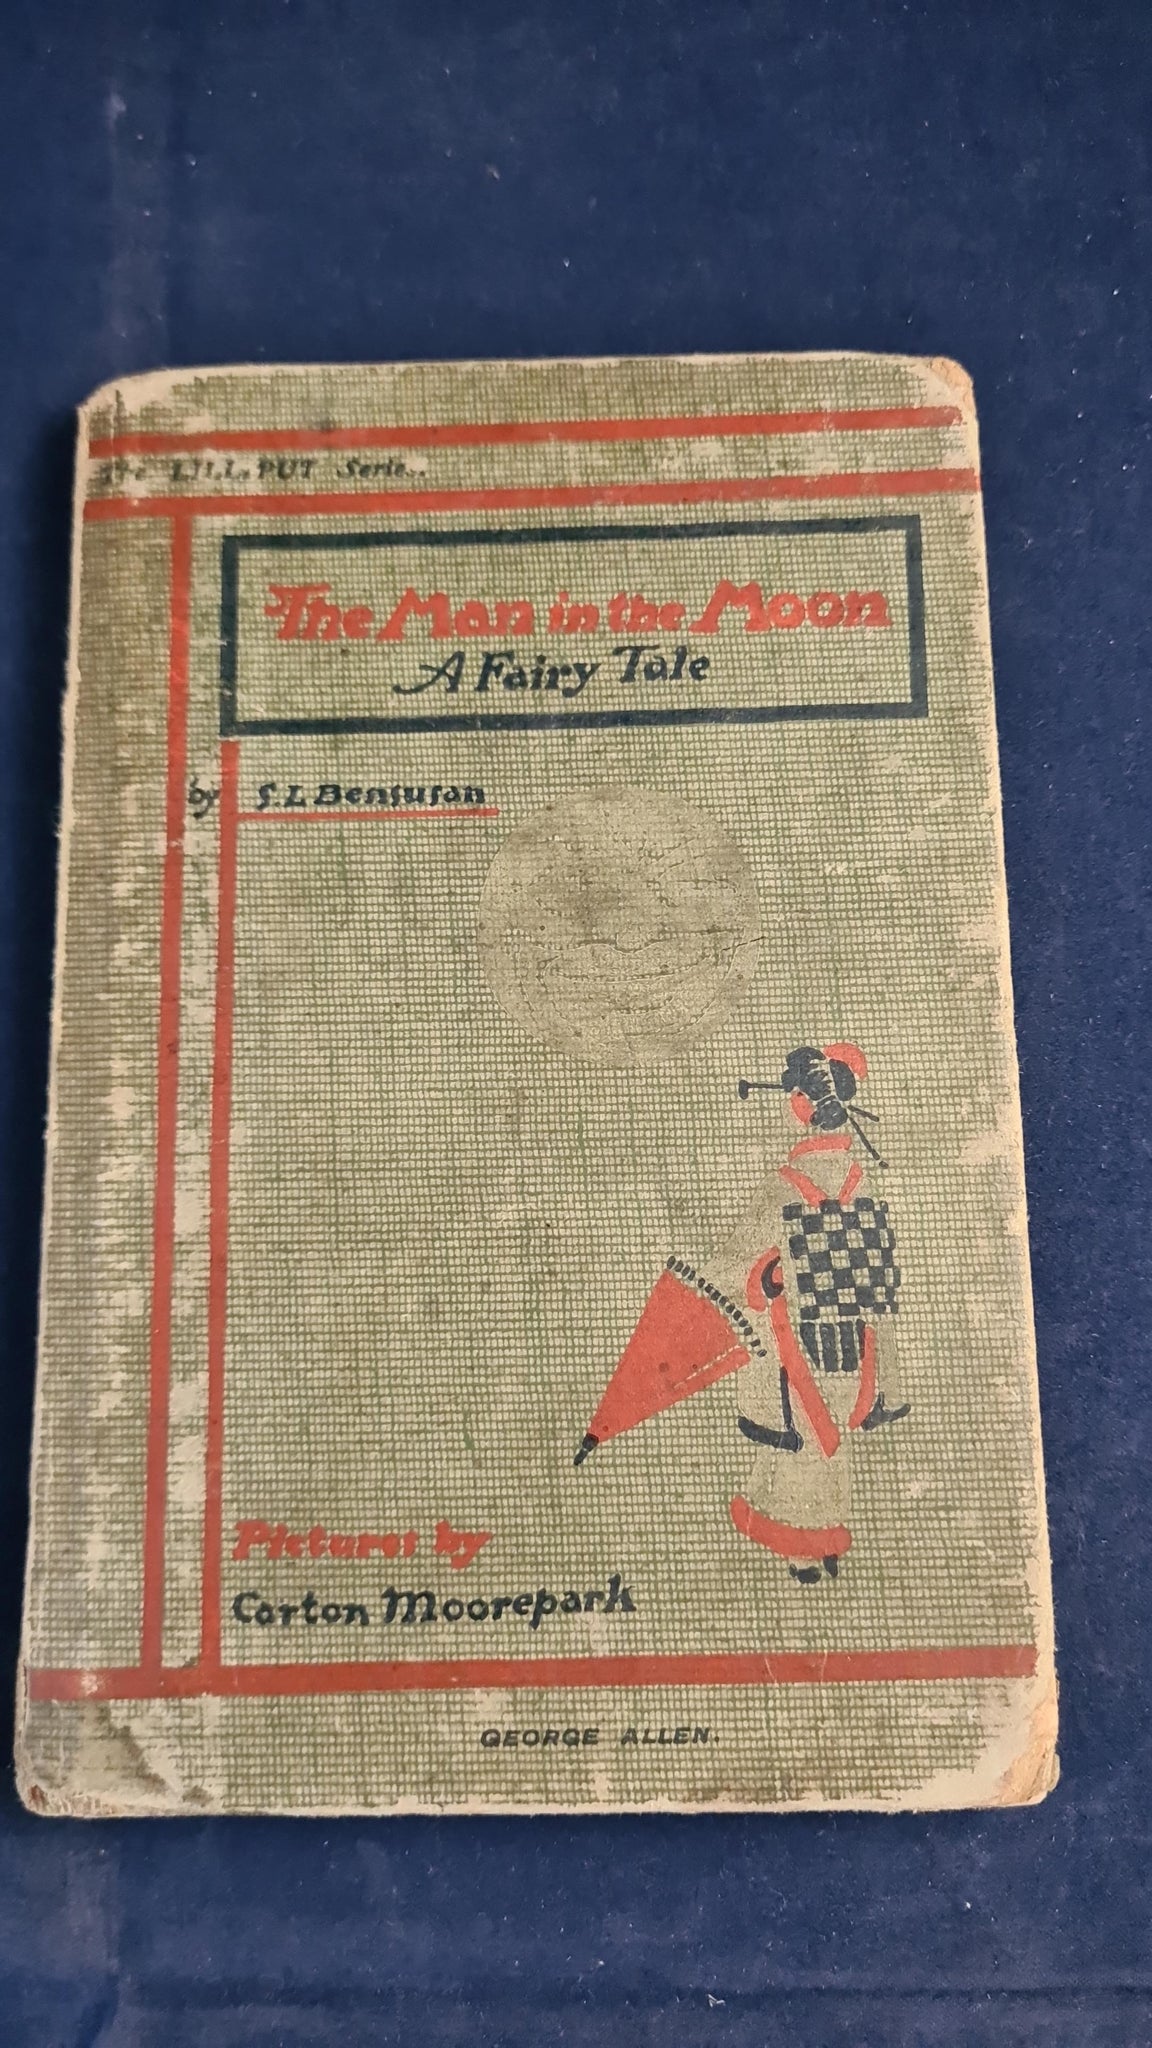 The LILLIPUT Series.
The Man in the Moon
A Fairy Tale
by S.L Bensusan
Pictures by
Carton Moorepark
GEORGE ALLEN.